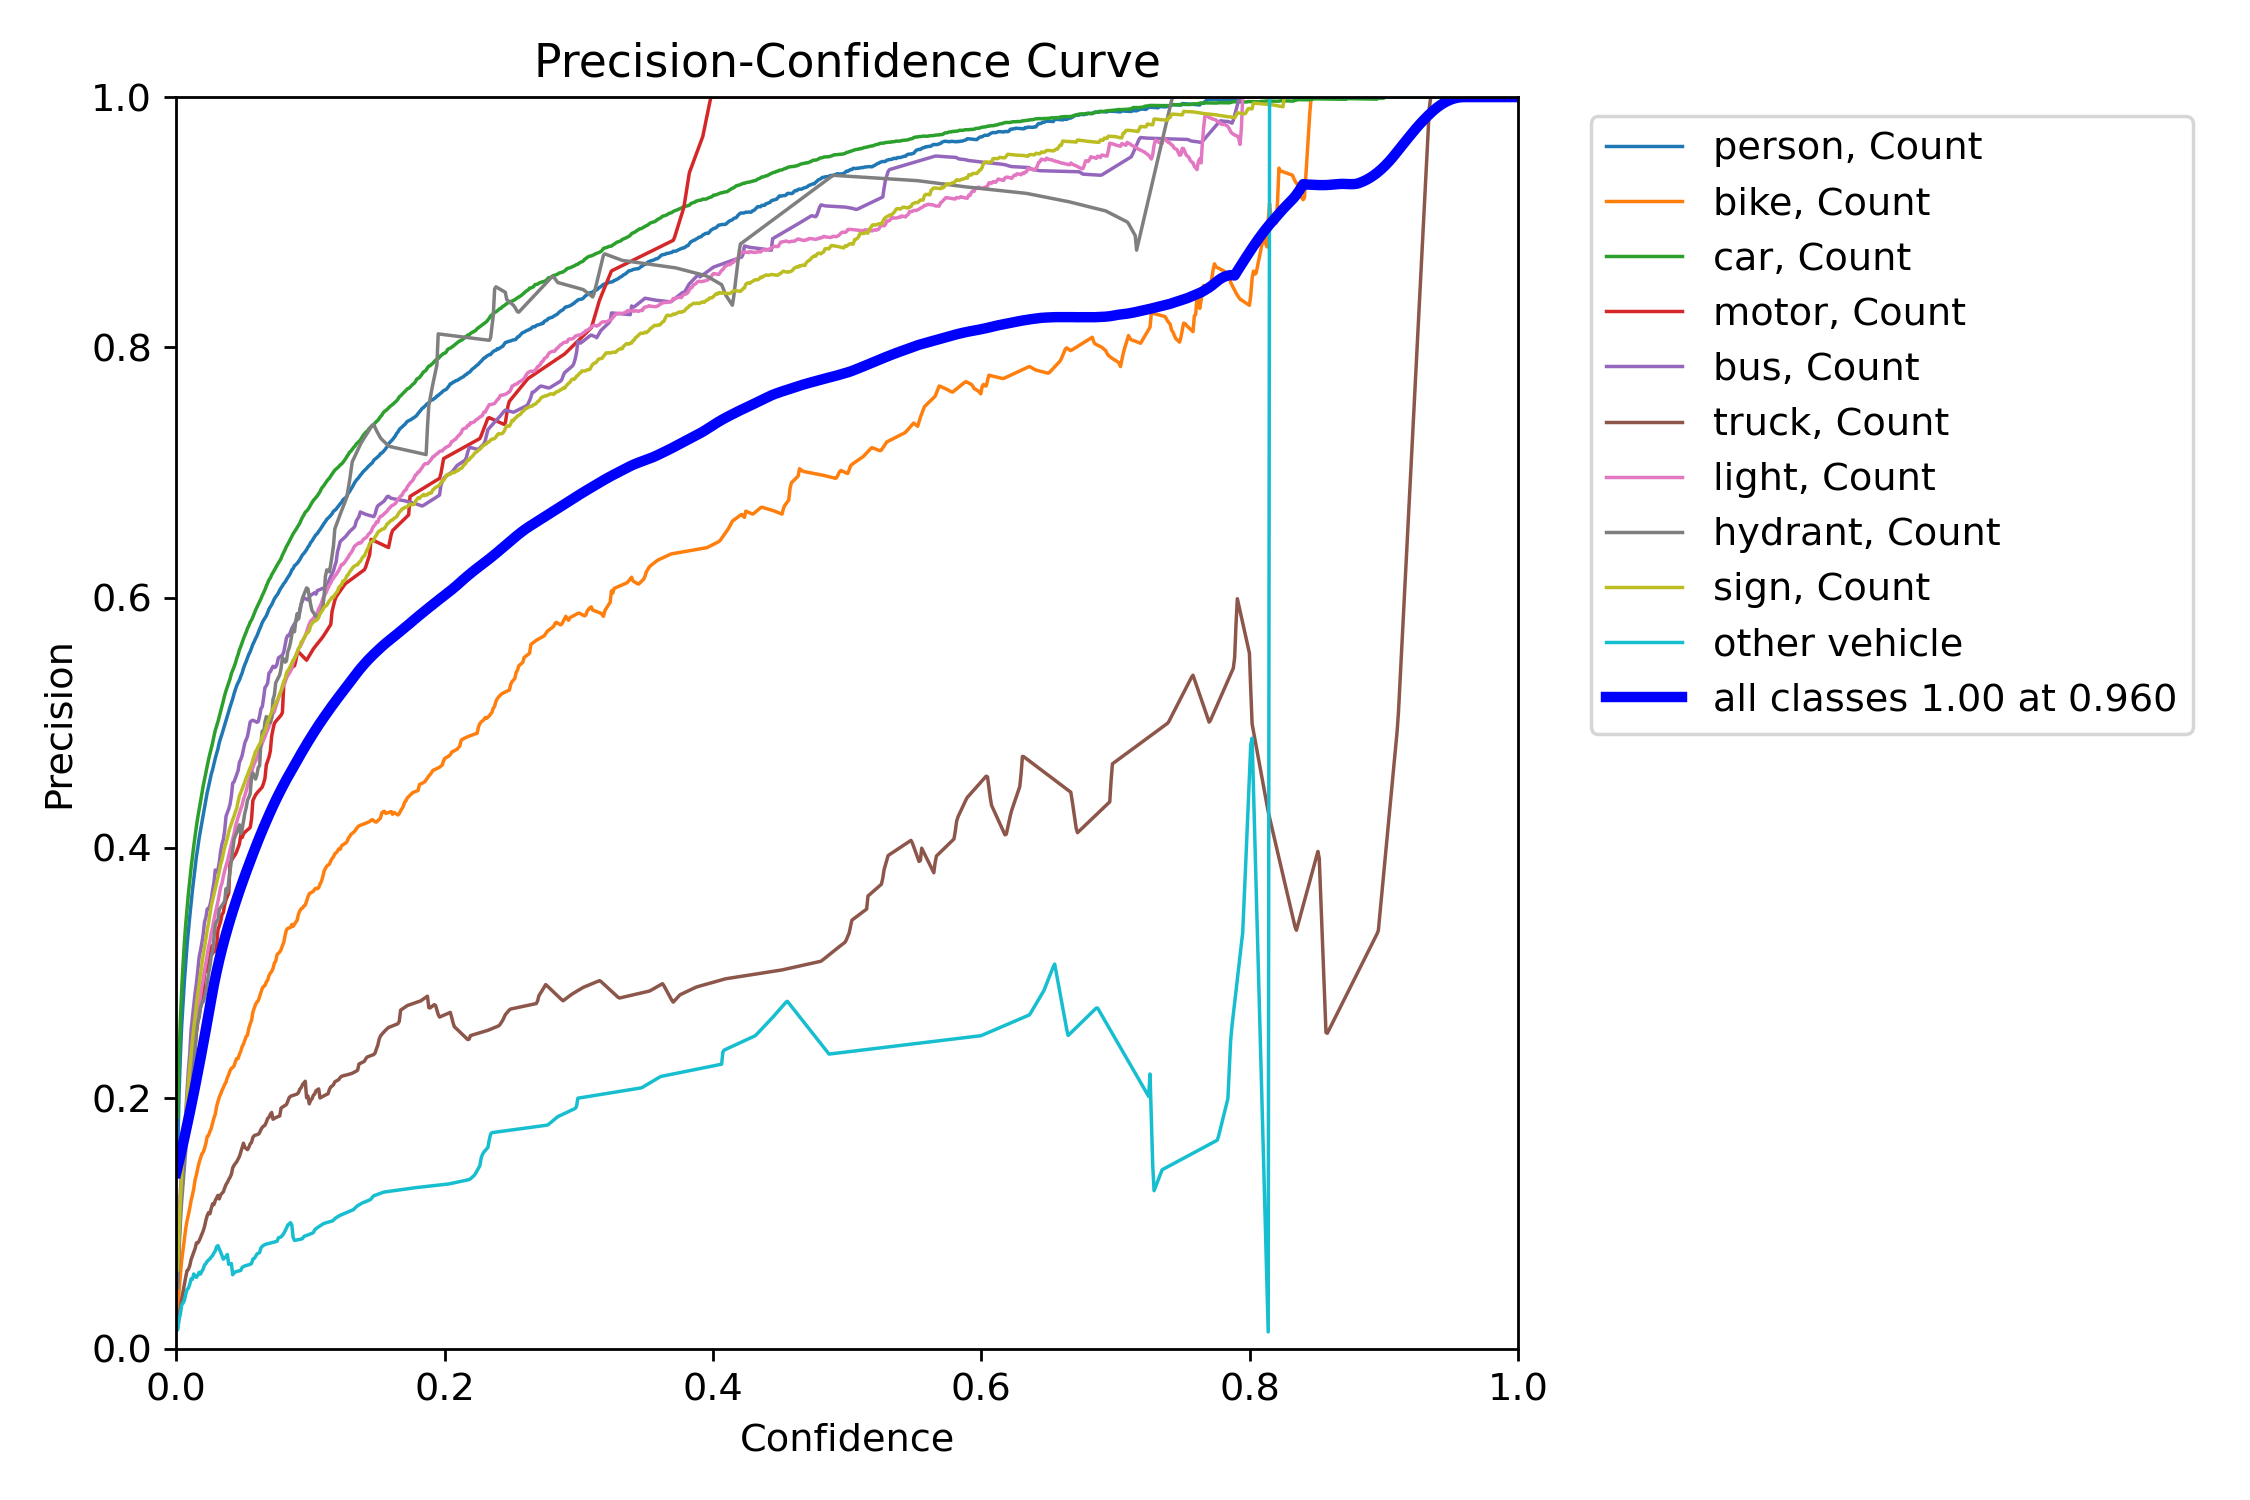 Precision-Confidence Curve
1.0
0.8
0.6
0.4
0.2
0.0
Precision
0.0 0.2 0.4 0.6 0.8 1.0
Confidence
person, Count
bike, Count
car, Count
motor, Count
bus, Count
truck, Count
light, Count
hydrant, Count
sign, Count
other vehicle
all classes 1.00 at 0.960